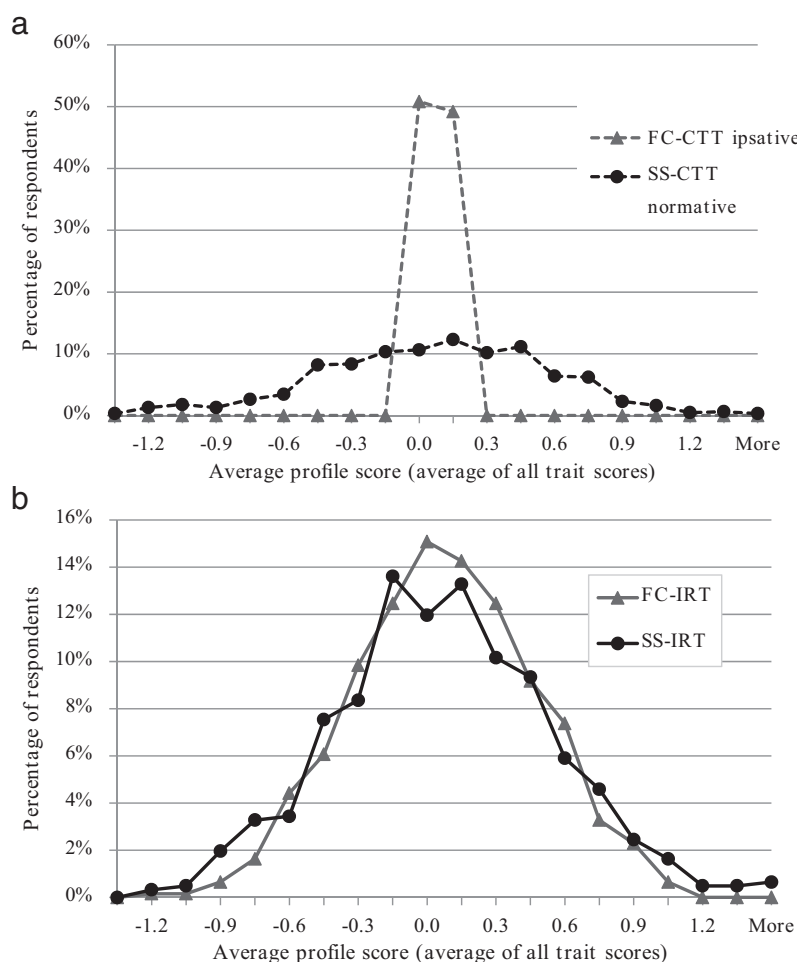 a
60%
50%
40%
30%
20%
10%
0%
Percentage of respondents
FC-CTT ipsative
SS-CTT
normative
-1.2 -0.9 -0.6 -0.3 0.0 0.3 0.6 0.9 1.2 More
Average profile score (average of all trait scores)
b
16%
14%
12%
10%
8%
6%
4%
2%
0%
Percentage of respondents
FC-IRT
SS-IRT
-1.2 -0.9 -0.6 -0.3 0.0 0.3 0.6 0.9 1.2 More
Average profile score (average of all trait scores)